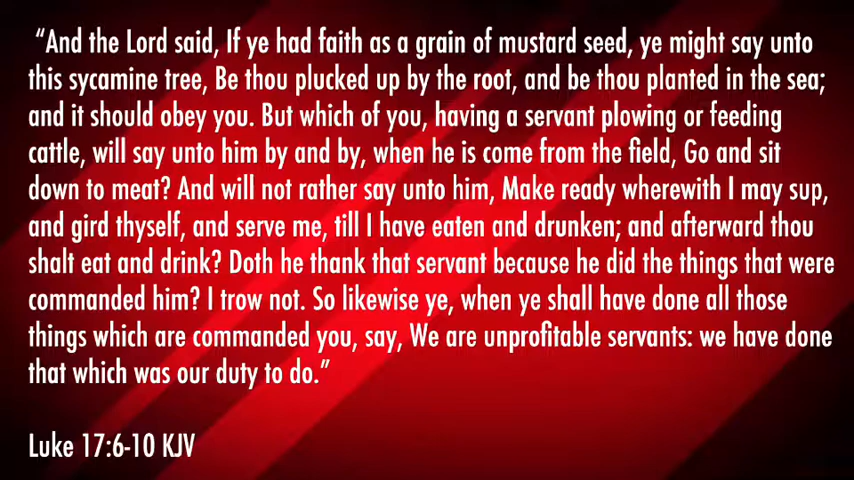 “And the Lord said, If ye had faith as a grain of mustard seed, ye might say unto
this sycamine tree, Be thou plucked up by the root, and be thou planted in the sea;
and it should obey you. But which of you, having a servant plowing or feeding
cattle, will say unto him by and by, when he is come from the field, Go and sit
down to meat? And will not rather say unto him, Make ready wherewith I may sup,
and gird thyself, and serve me, till I have eaten and drunken; and afterward thou
shalt eat and drink? Doth he thank that servant because he did the things that were
commanded him? I trow not. So likewise ye, when ye shall have done all those
things which are commanded you, say, We are unprofitable servants: we have done
that which was our duty to do.”
Luke 17:6-10 KJV